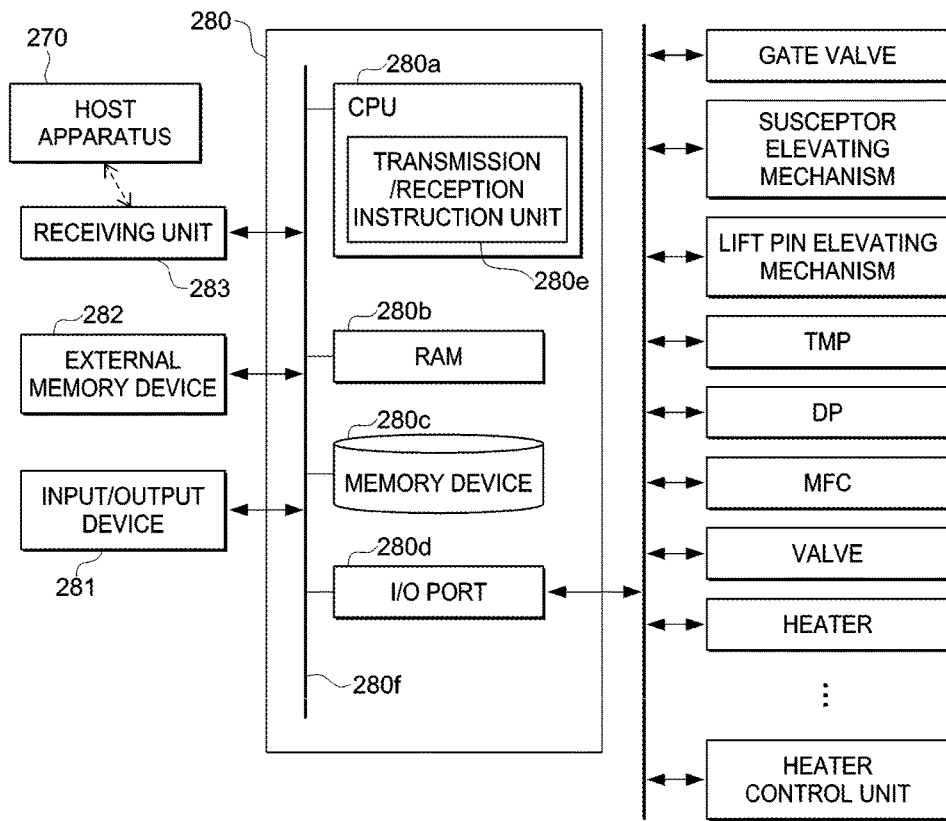 270
HOST
APPARATUS
RECEIVING UNIT
283
282
EXTERNAL
MEMORY DEVICE
INPUT/OUTPUT
DEVICE
281
280
280a
CPU
TRANSMISSION
/RECEPTION
INSTRUCTION UNIT
280e
280b
RAM
280c
MEMORY DEVICE
280d
I/O PORT
280f
GATE VALVE
SUSCEPTOR
ELEVATING
MECHANISM
LIFT PIN ELEVATING
MECHANISM
TMP
DP
MFC
VALVE
HEATER
⋮
HEATER
CONTROL UNIT